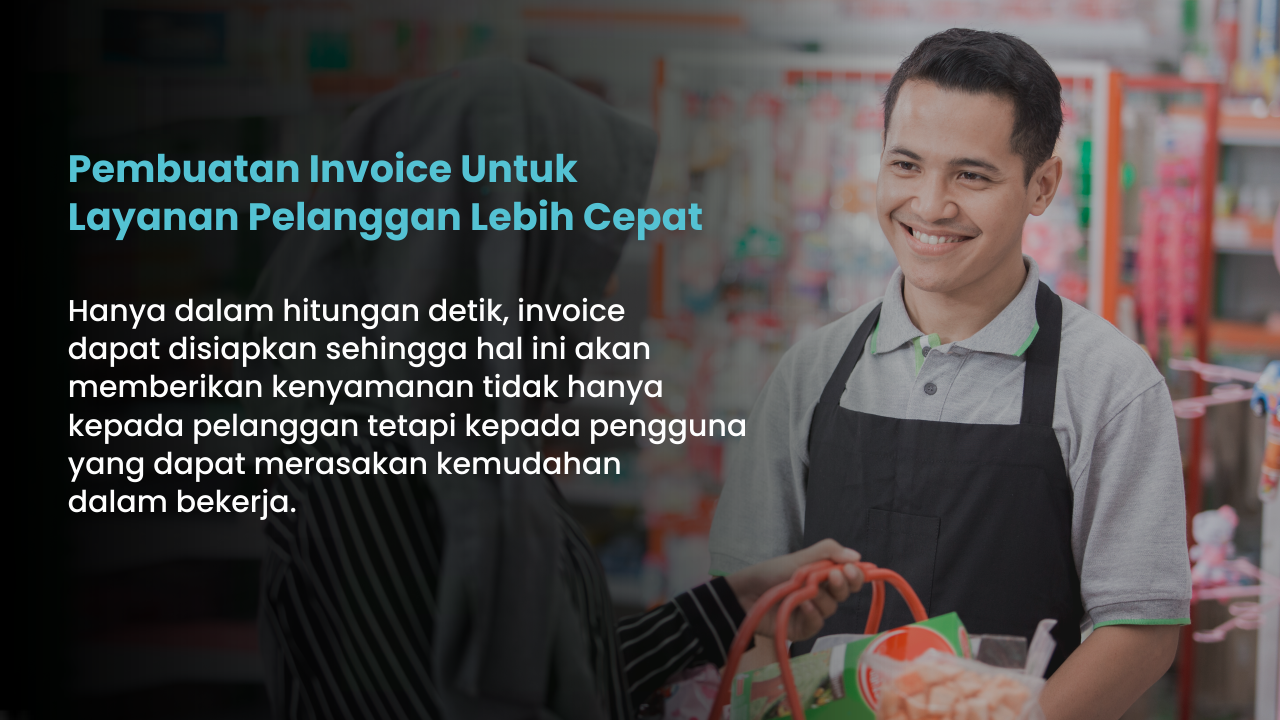 Pembuatan Invoice Untuk
Layanan Pelanggan Lebih Cepat
Hanya dalam hitungan detik, invoice
dapat disiapkan sehingga hal ini akan
memberikan kenyamanan tidak hanya
kepada pelanggan tetapi kepada pengguna
yang dapat merasakan kemudahan
dalam bekerja.